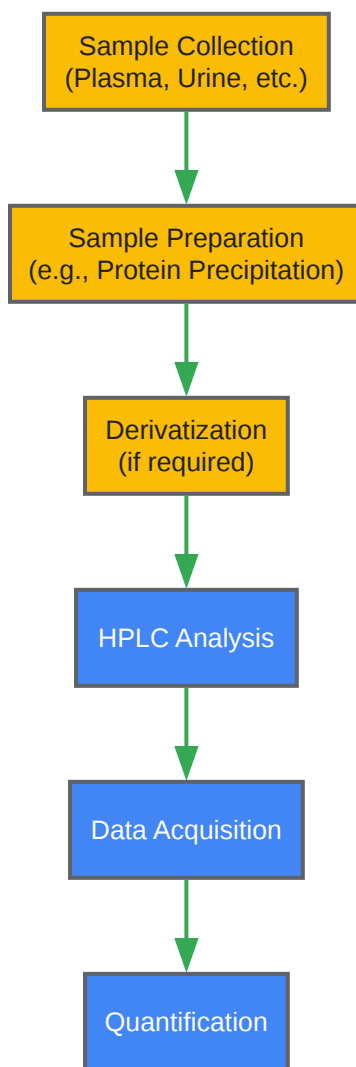 Sample Collection
(Plasma, Urine, etc.)
Sample Preparation
(e.g., Protein Precipitation)
Derivatization
(if required)
HPLC Analysis
Data Acquisition
Quantification